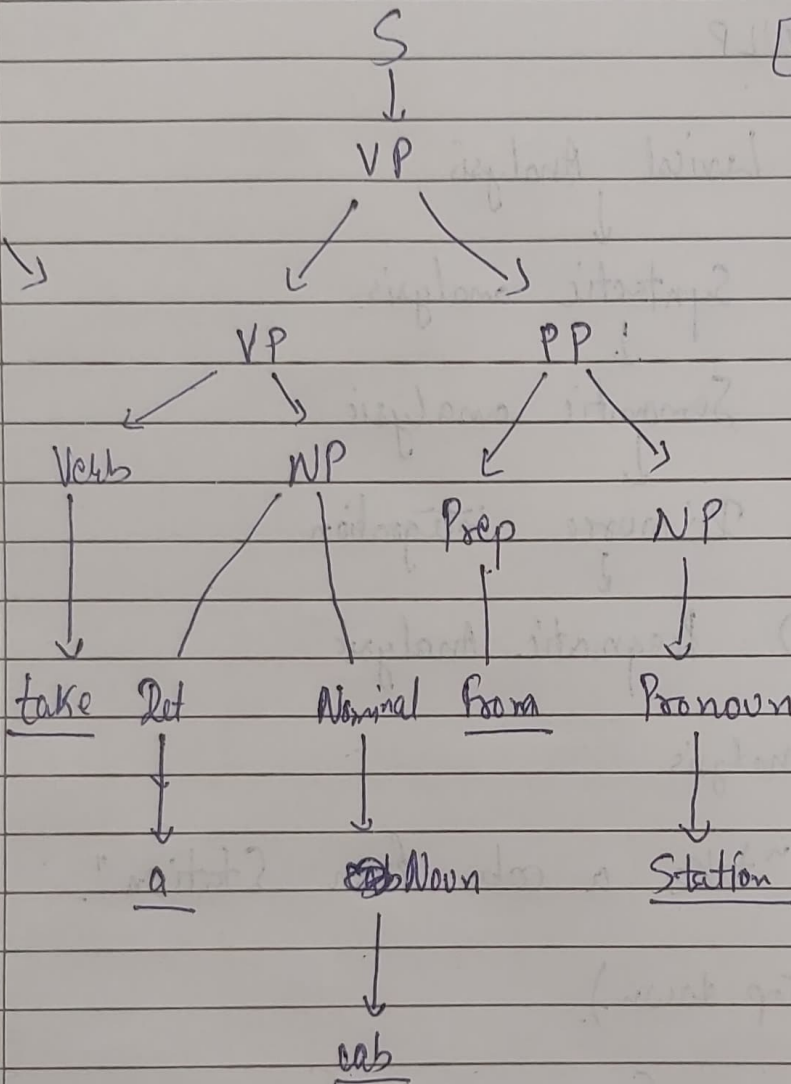 S
VP
VP PP
Verb NP
Prep NP
take Det Nominal from Pronoun
a Noun Station
cab